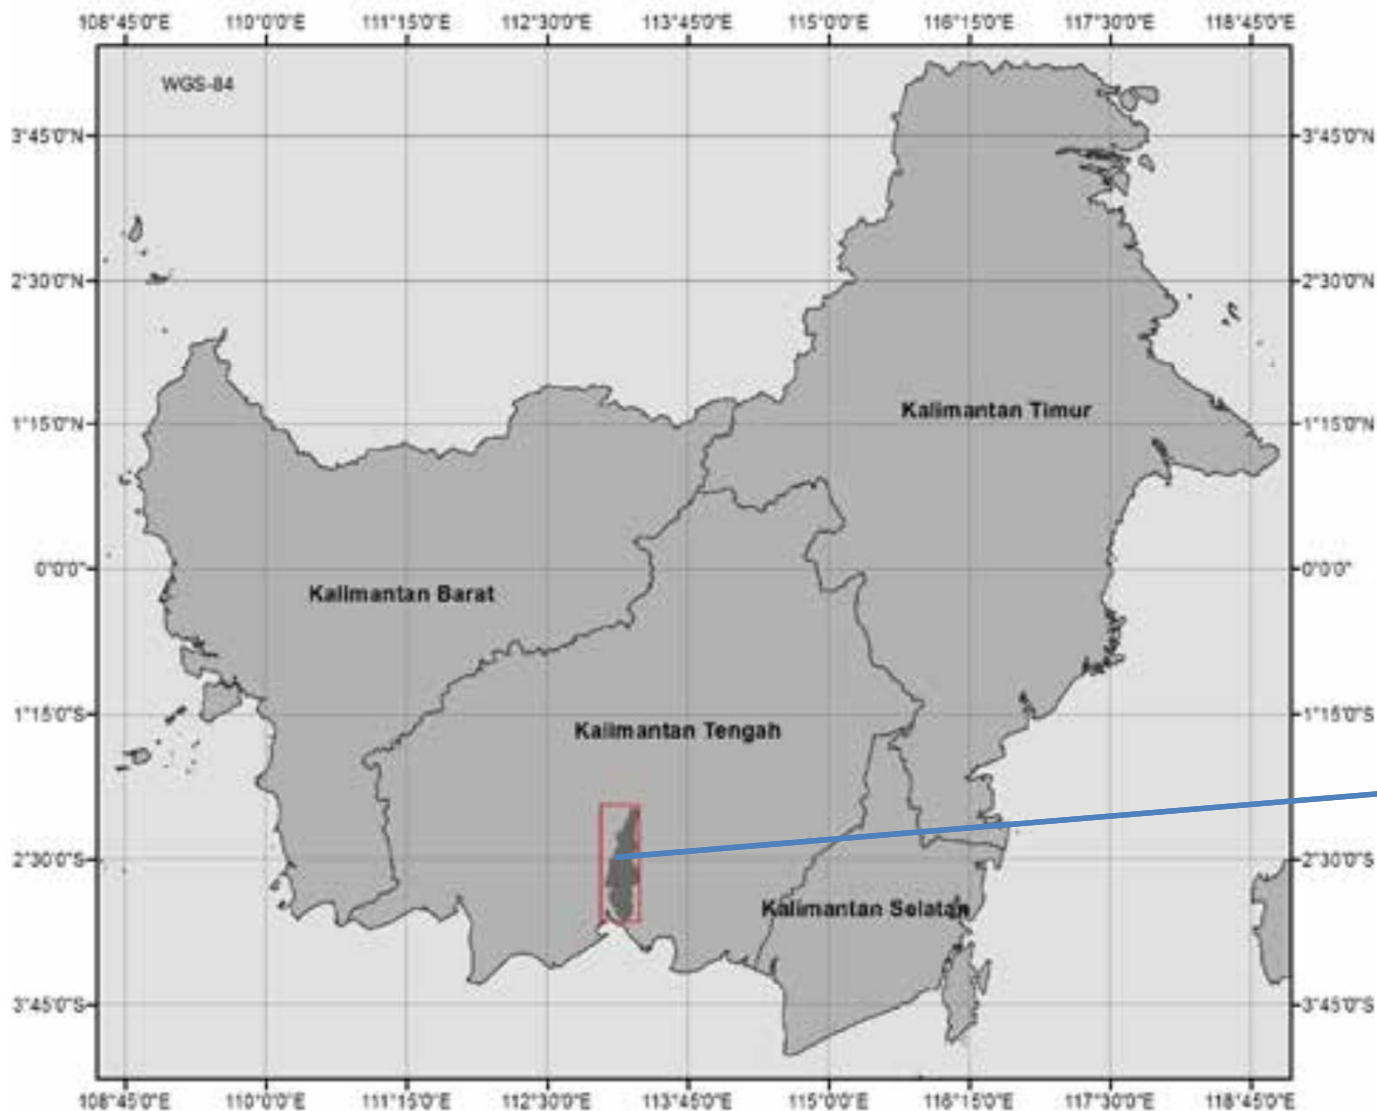 108°45'0"E 110°0'0"E 111°15'0"E 112°30'0"E 113°45'0"E 115°0'0"E 116°15'0"E 117°30'0"E 118°45'0"E
WGS-84
3°45'0"N 3°45'0"N
2°30'0"N 2°30'0"N
Kalimantan Timur
1°15'0"N 1°15'0"N
0°0'0" 0°0'0"
Kalimantan Barat
1°15'0"S 1°15'0"S
Kalimantan Tengah
2°30'0"S 2°30'0"S
Kalimantan Selatan
3°45'0"S 3°45'0"S
108°45'0"E 110°0'0"E 111°15'0"E 112°30'0"E 113°45'0"E 115°0'0"E 116°15'0"E 117°30'0"E 118°45'0"E